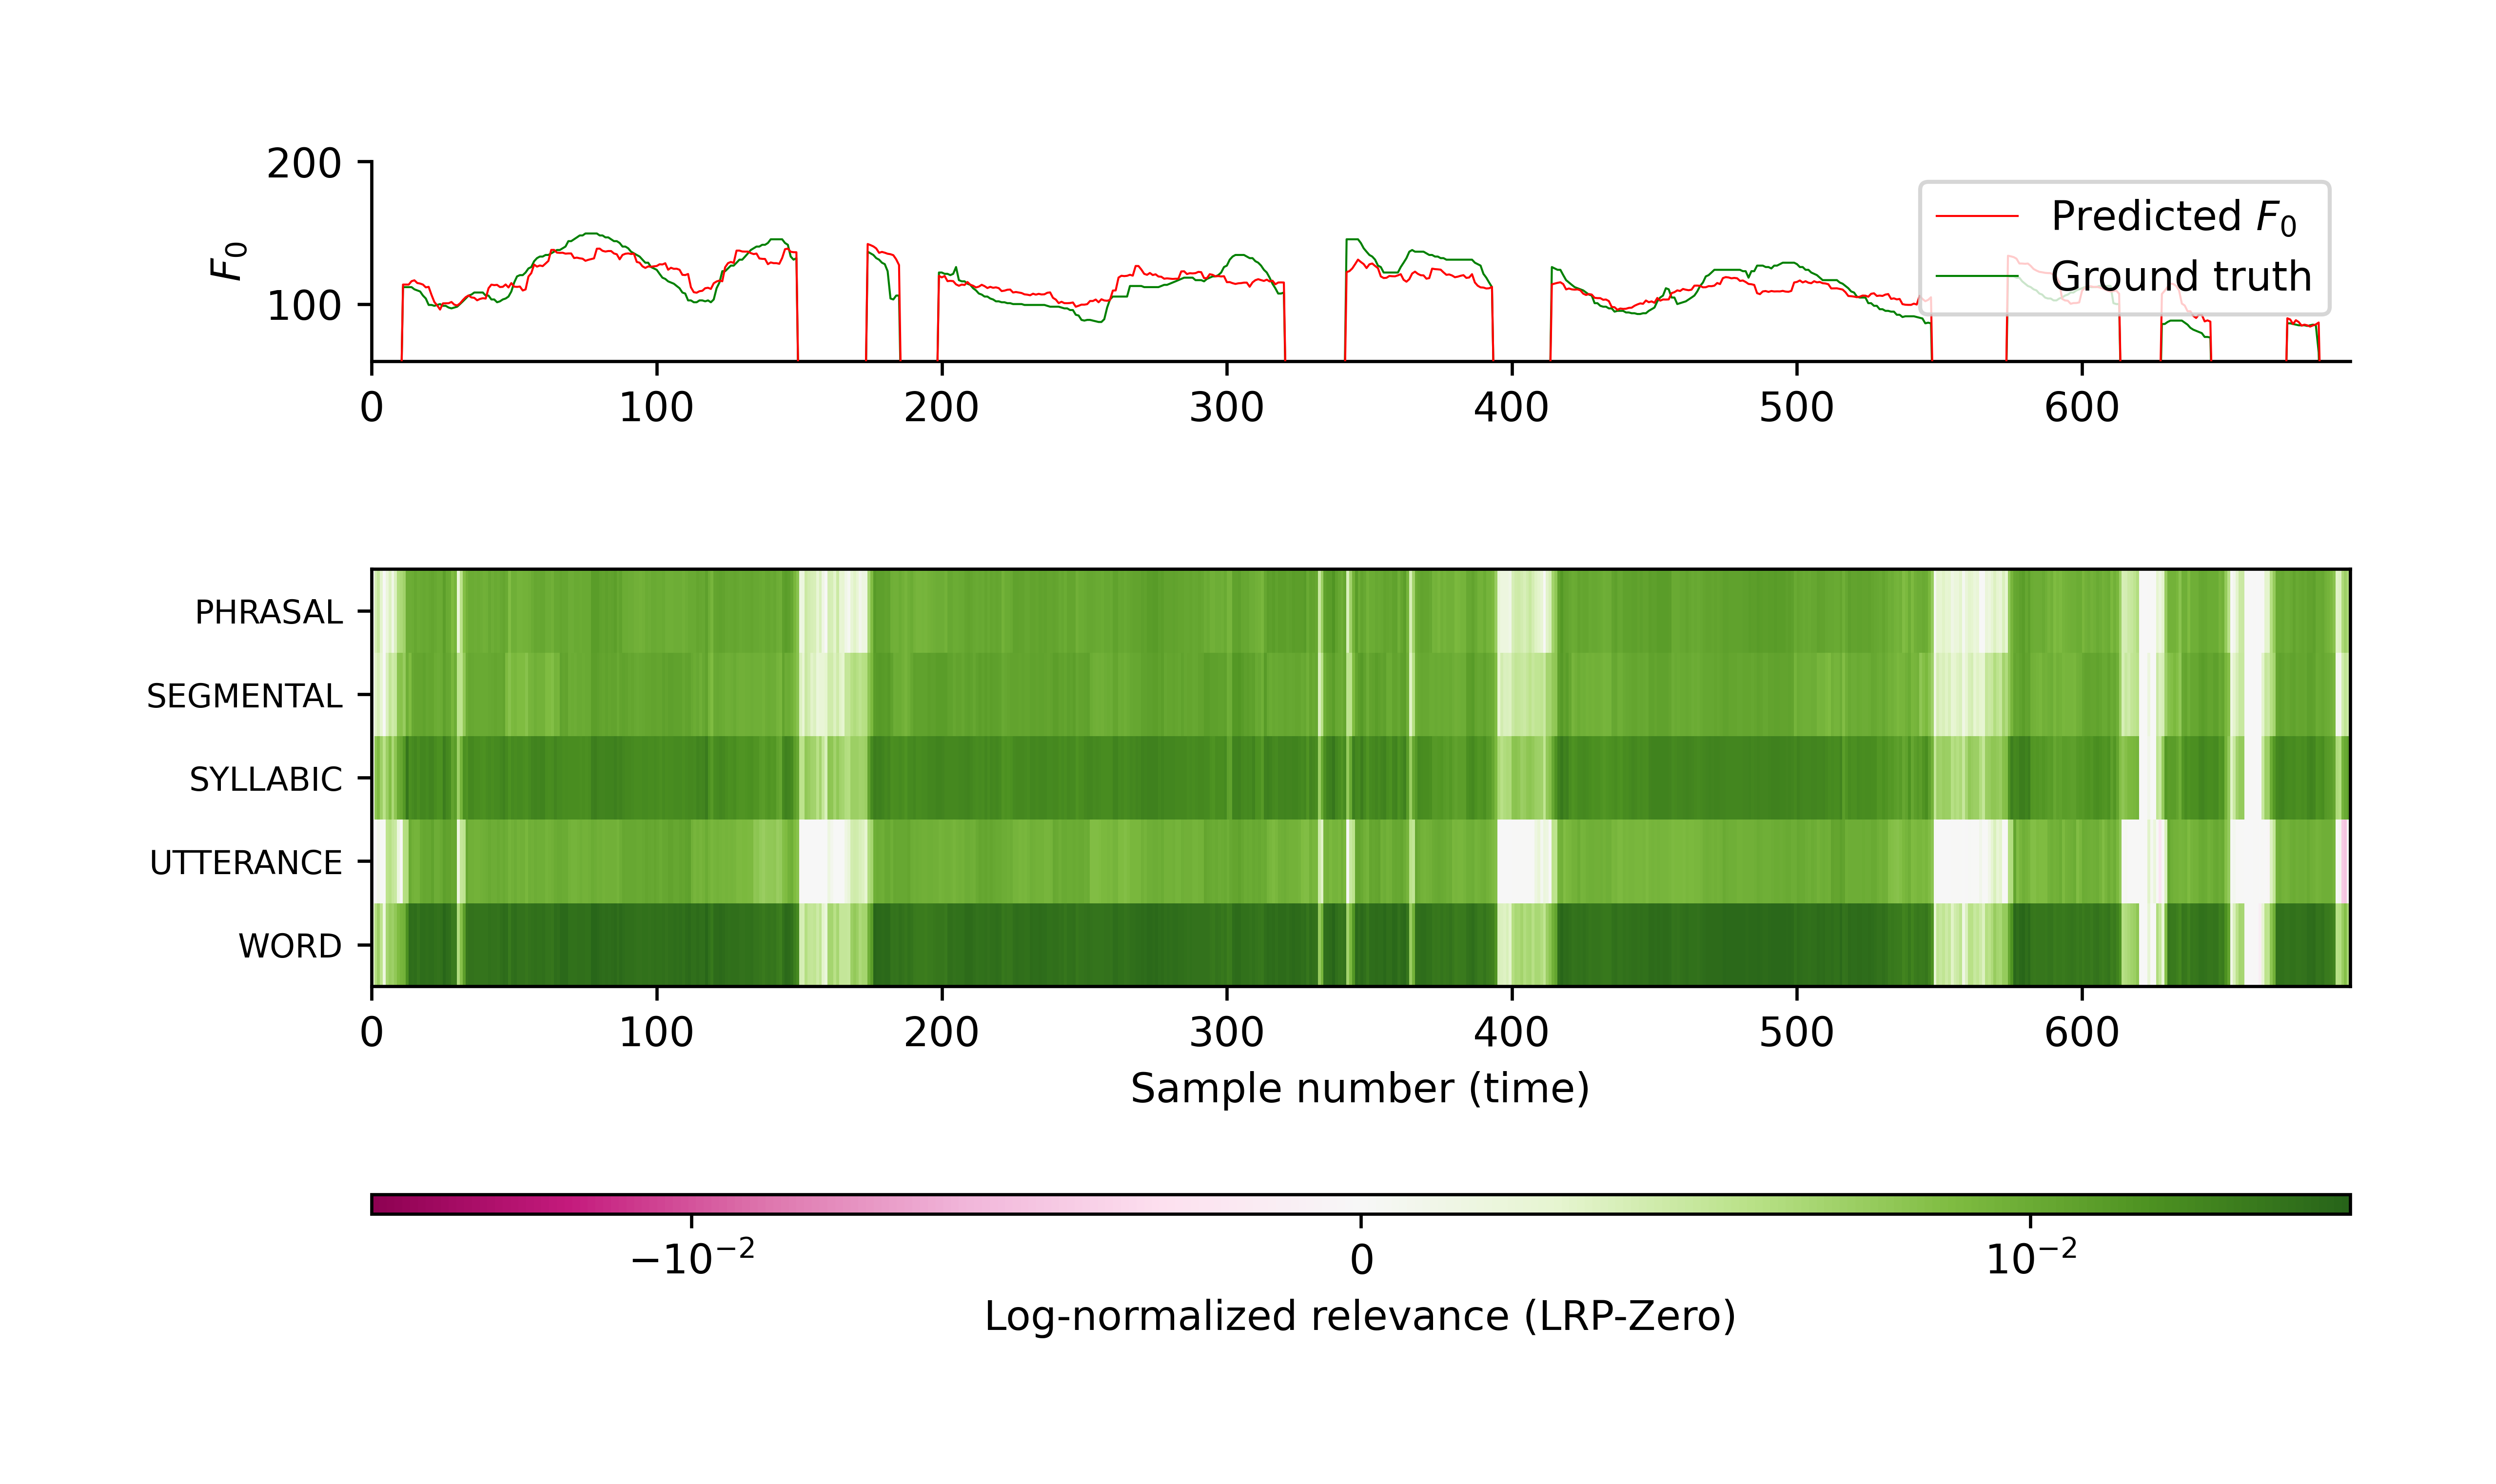 200
100
F₀
Predicted F₀
Ground truth
0 100 200 300 400 500 600
PHRASAL
SEGMENTAL
SYLLABIC
UTTERANCE
WORD
0 100 200 300 400 500 600
Sample number (time)
−10⁻² 0 10⁻²
Log-normalized relevance (LRP-Zero)